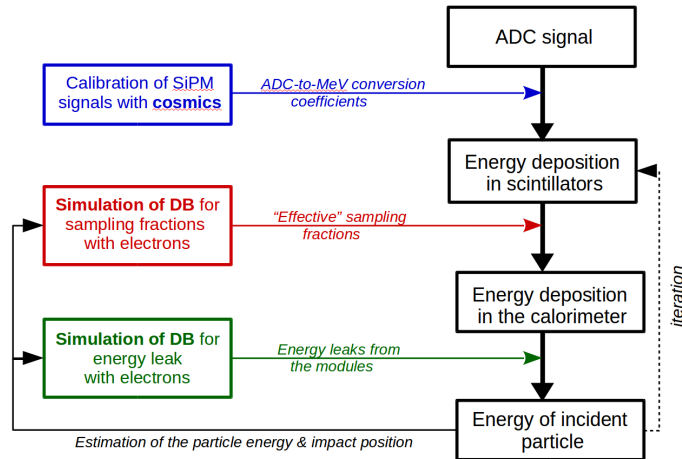 ADC signal
Calibration of SiPM
signals with cosmics
ADC-to-MeV conversion
coefficients
Energy deposition
in scintillators
Simulation of DB for
sampling fractions
with electrons
“Effective” sampling
fractions
Energy deposition
in the calorimeter
iteration
Simulation of DB for
energy leak
with electrons
Energy leaks from
the modules
Energy of incident
particle
Estimation of the particle energy & impact position